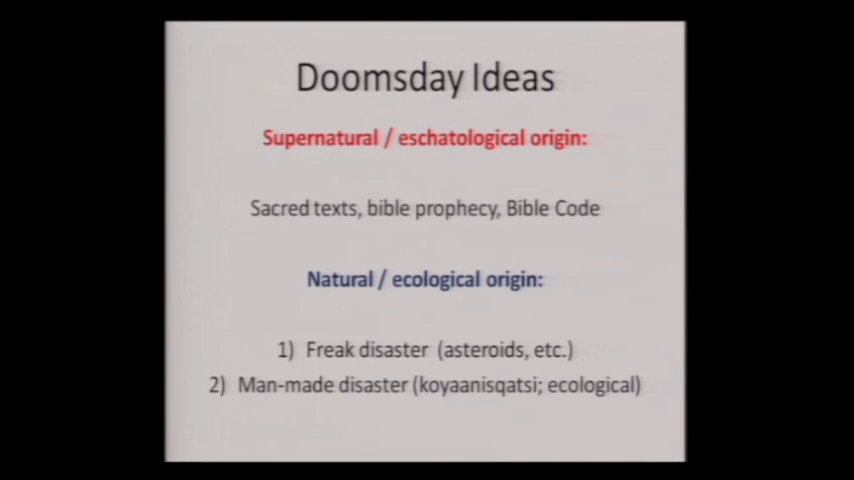 Doomsday Ideas
Supernatural / eschatological origin:
Sacred texts, bible prophecy, Bible Code
Natural / ecological origin:
1) Freak disaster (asteroids, etc.)
2) Man-made disaster (koyaanisqatsi; ecological)